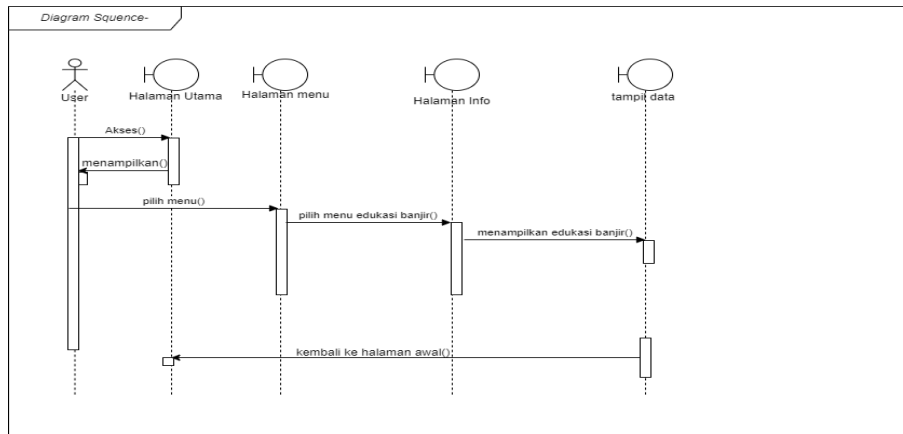 Diagram Squence-
User
Halaman Utama
Halaman menu
Halaman Info
tampil data
Akses()
menampilkan()
pilih menu()
pilih menu edukasi banjir()
menampilkan edukasi banjir()
kembali ke halaman awal()